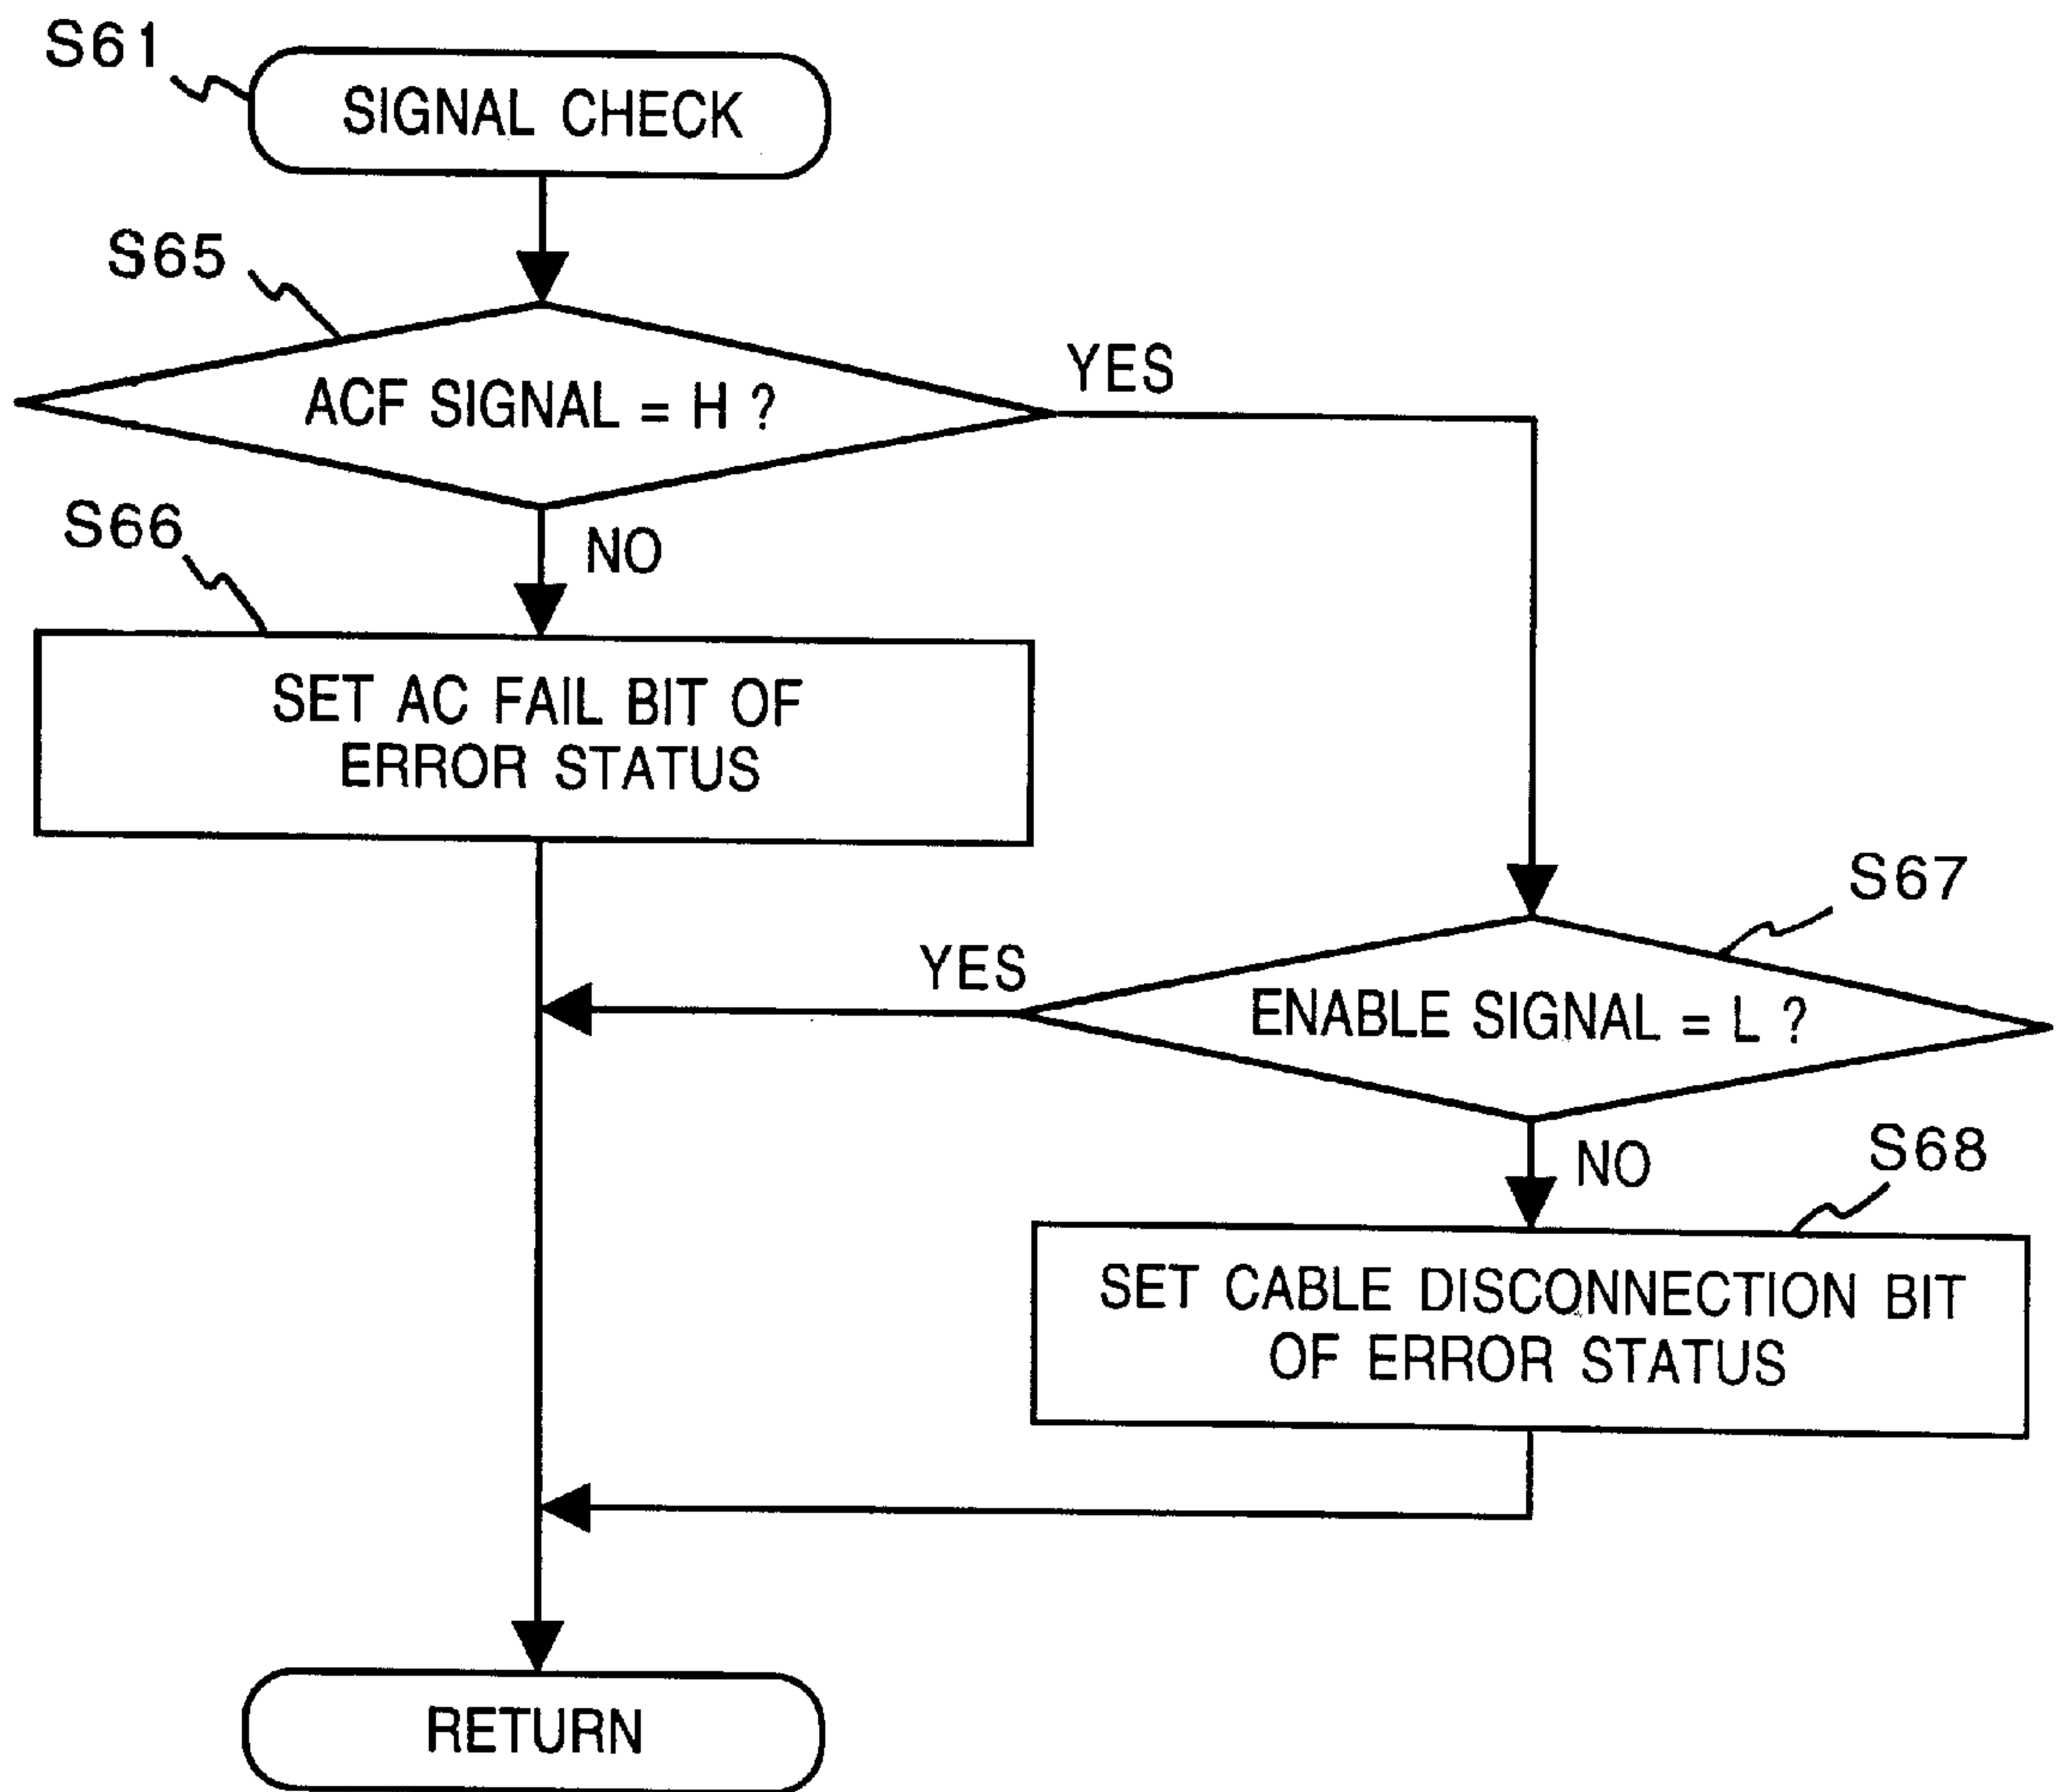 S61
SIGNAL CHECK
S65
ACF SIGNAL = H ?
YES
S66
NO
SET AC FAIL BIT OF
ERROR STATUS
S67
YES
ENABLE SIGNAL = L ?
NO
S68
SET CABLE DISCONNECTION BIT
OF ERROR STATUS
RETURN